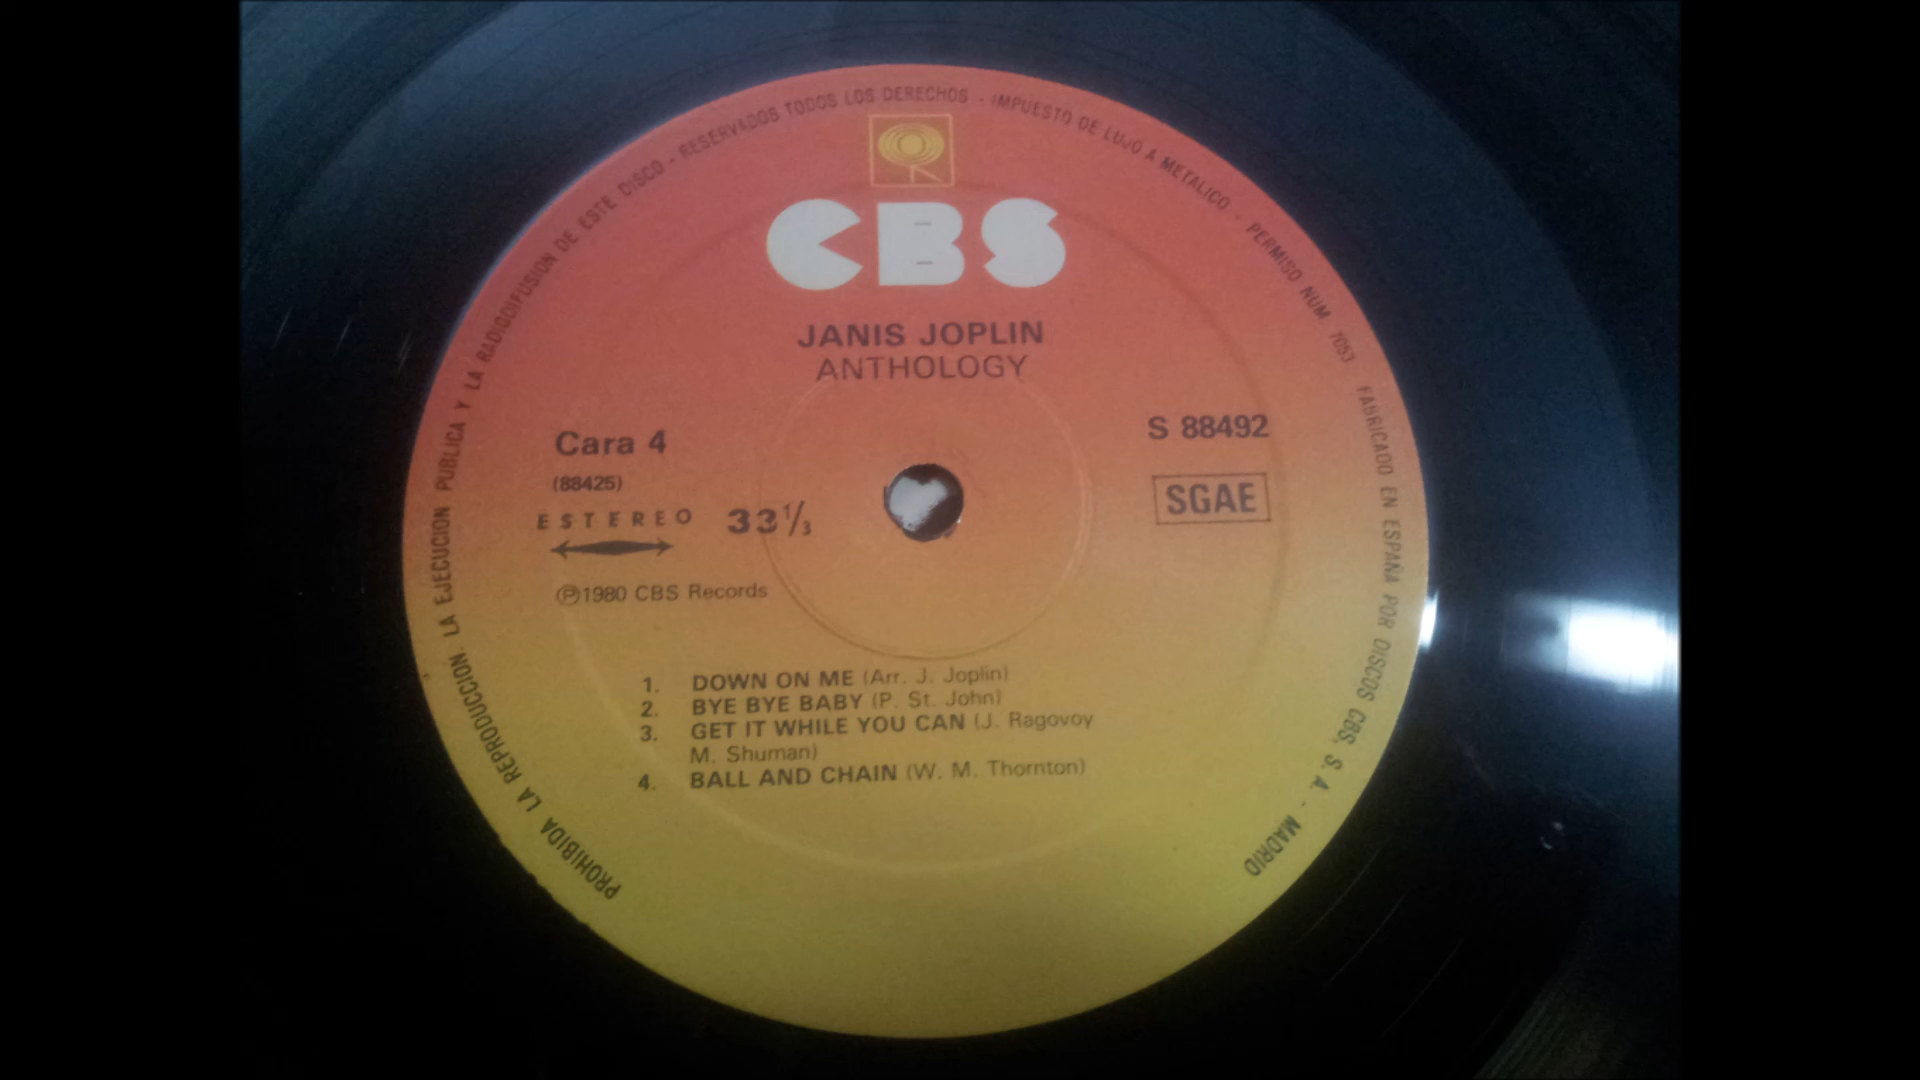 PROHIBIDA LA REPRODUCCION, LA EJECUCION PUBLICA Y LA RADIODIFUSION DE ESTE DISCO - RESERVADOS TODOS LOS DERECHOS - IMPUESTO DE LUJO A METALICO - PERMISO NUM. 7053 FABRICADO EN ESPAÑA POR DISCOS CBS, S. A. - MADRID
CBS
JANIS JOPLIN
ANTHOLOGY
Cara 4
S 88492
(88425)
SGAE
ESTEREO 33 1/3
Ⓟ1980 CBS Records
1. DOWN ON ME (Arr. J. Joplin)
2. BYE BYE BABY (P. St. John)
3. GET IT WHILE YOU CAN (J. Ragovoy
M. Shuman)
4. BALL AND CHAIN (W. M. Thornton)